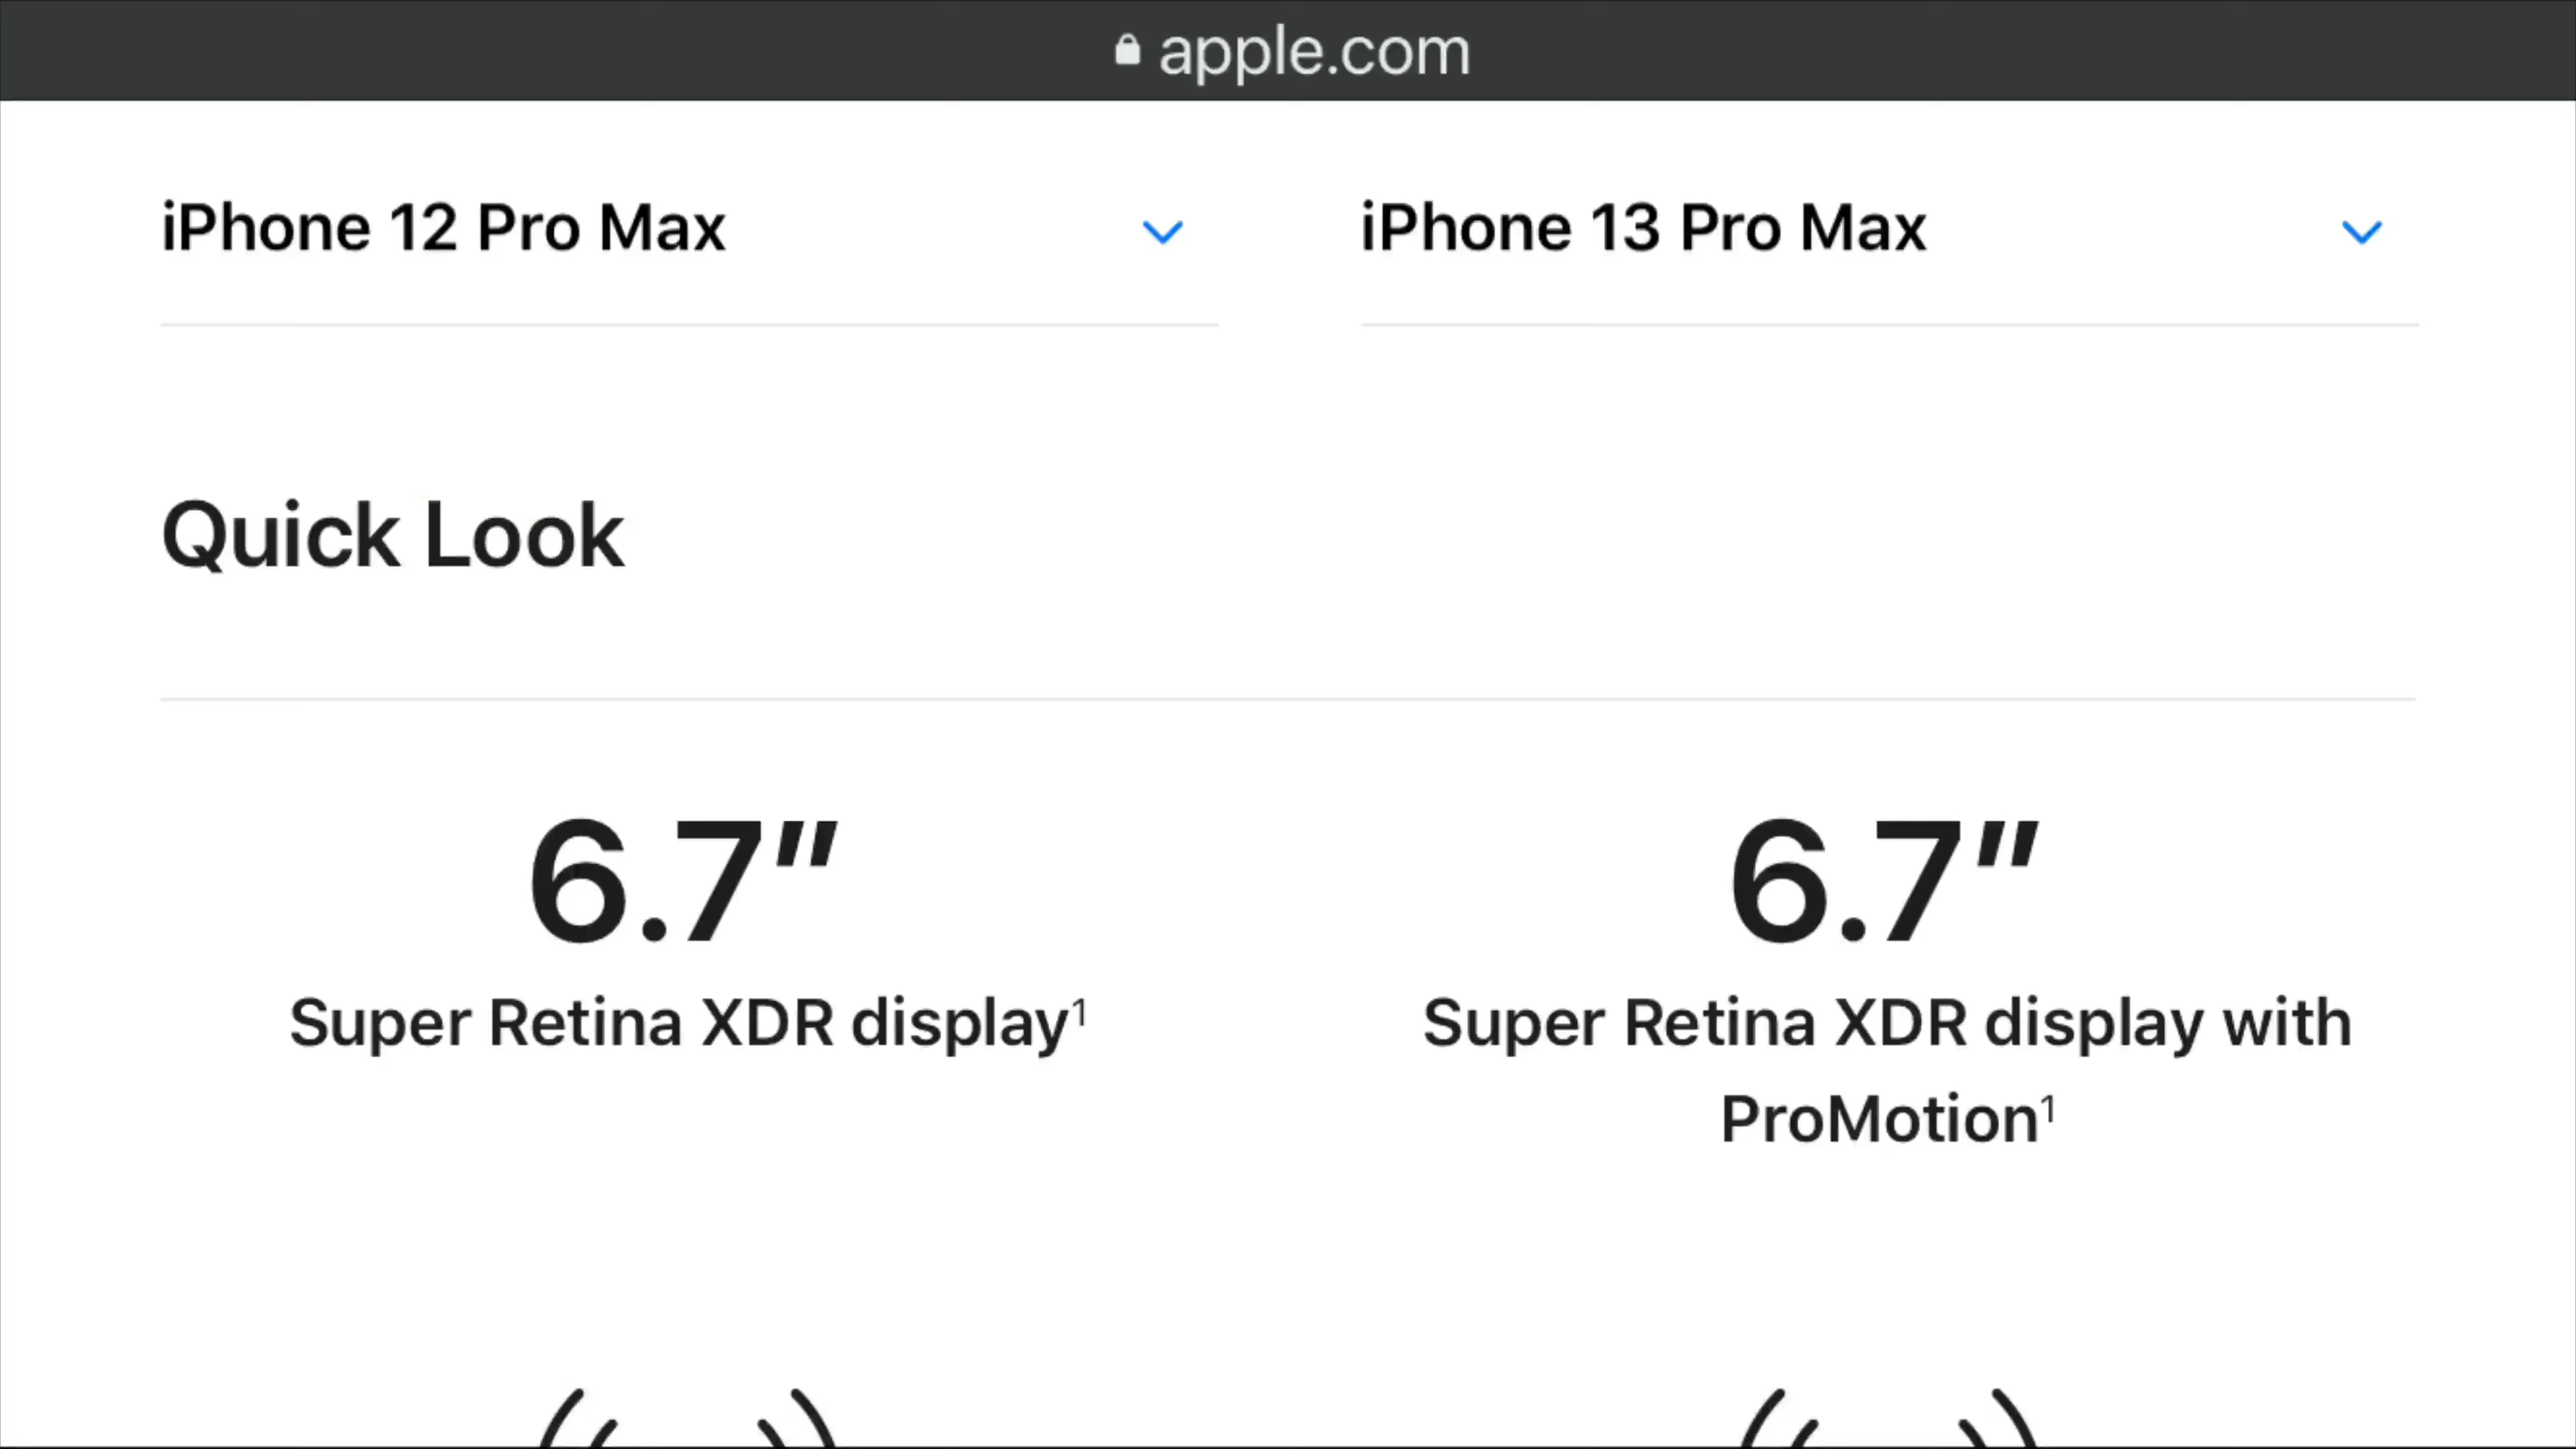 apple.com
iPhone 12 Pro Max
iPhone 13 Pro Max
Quick Look
6.7″
Super Retina XDR display¹
6.7″
Super Retina XDR display with
ProMotion¹